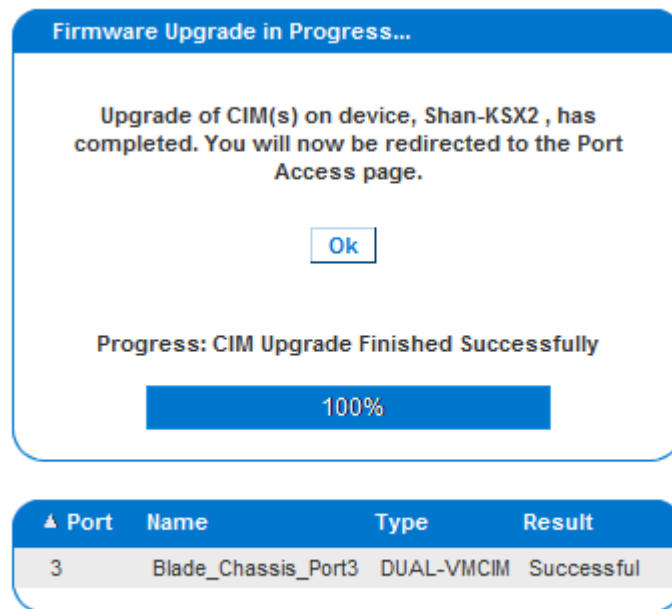 Firmware Upgrade in Progress...
Upgrade of CIM(s) on device, Shan-KSX2 , has
completed. You will now be redirected to the Port
Access page.
Ok
Progress: CIM Upgrade Finished Successfully
100%
Port Name Type Result
3 Blade_Chassis_Port3 DUAL-VMCIM Successful